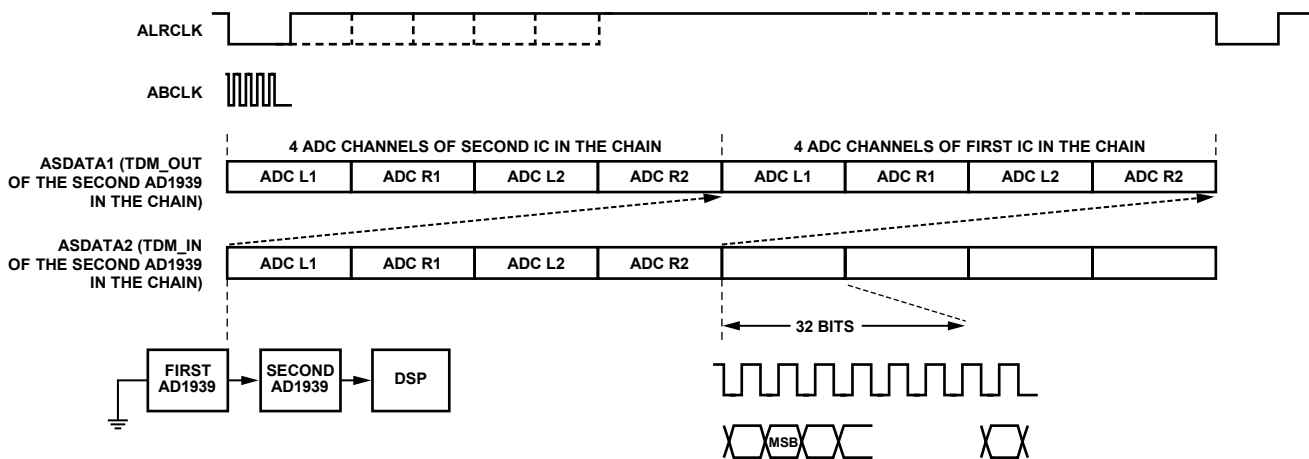 ALRCLK
ABCLK
4 ADC CHANNELS OF SECOND IC IN THE CHAIN
4 ADC CHANNELS OF FIRST IC IN THE CHAIN
ASDATA1 (TDM_OUT
OF THE SECOND AD1939
IN THE CHAIN)
ADC L1
ADC R1
ADC L2
ADC R2
ADC L1
ADC R1
ADC L2
ADC R2
ASDATA2 (TDM_IN
OF THE SECOND AD1939
IN THE CHAIN)
ADC L1
ADC R1
ADC L2
ADC R2
32 BITS
FIRST
AD1939
SECOND
AD1939
DSP
MSB